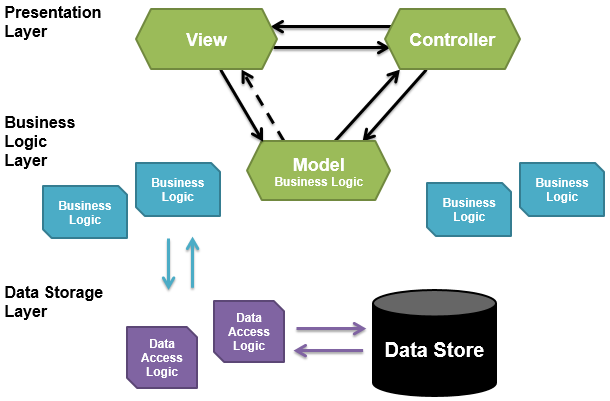 Presentation
Layer
View
Controller
Business
Logic
Layer
Model
Business Logic
Business
Logic
Business
Logic
Business
Logic
Business
Logic
Data Storage
Layer
Data
Access
Logic
Data
Access
Logic
Data Store